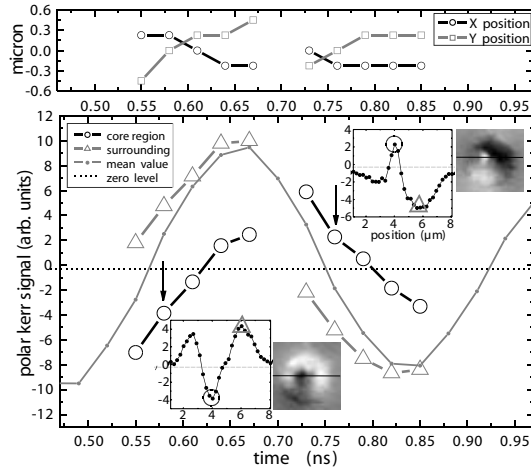 0.6
0.3
0.0
-0.3
-0.6
micron
X position
Y position
0.50 0.55 0.60 0.65 0.70 0.75 0.80 0.85 0.90 0.95
12
10
8
6
4
2
0
-2
-4
-6
-8
-10
-12
polar kerr signal (arb. units)
core region
surrounding
mean value
zero level
4
2
0
-2
-4
-6
2 4 6 8
position (μm)
4
2
0
-2
-4
2 4 6 8
0.50 0.55 0.60 0.65 0.70 0.75 0.80 0.85 0.90 0.95
time (ns)